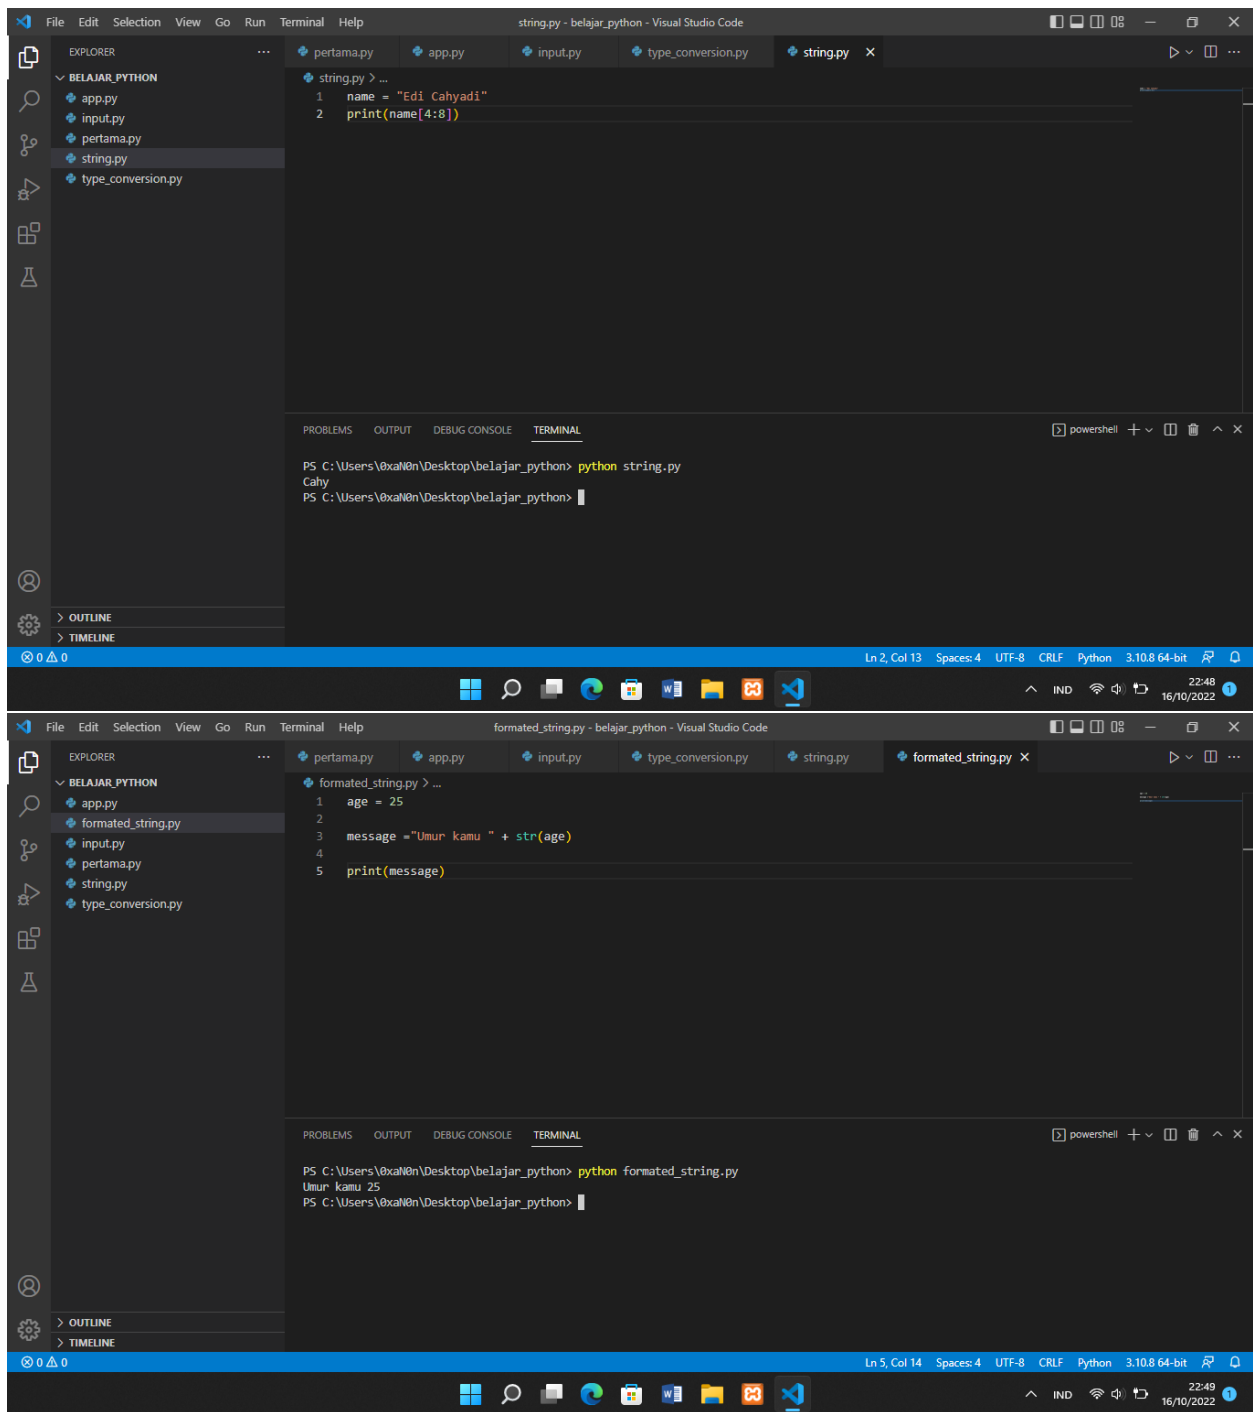 File Edit Selection View Go Run Terminal Help string.py - belajar_python - Visual Studio Code
EXPLORER
BELAJAR_PYTHON
app.py
input.py
pertama.py
string.py
type_conversion.py
OUTLINE
TIMELINE
pertama.py app.py input.py type_conversion.py string.py
string.py > ...
1 name = "Edi Cahyadi"
2 print(name[4:8])
PROBLEMS OUTPUT DEBUG CONSOLE TERMINAL powershell
PS C:\Users\0xaN0n\Desktop\belajar_python> python string.py
Cahy
PS C:\Users\0xaN0n\Desktop\belajar_python>
0 0 Ln 2, Col 13 Spaces: 4 UTF-8 CRLF Python 3.10.8 64-bit
IND 22:48
16/10/2022 1
File Edit Selection View Go Run Terminal Help formated_string.py - belajar_python - Visual Studio Code
EXPLORER
BELAJAR_PYTHON
app.py
formated_string.py
input.py
pertama.py
string.py
type_conversion.py
OUTLINE
TIMELINE
pertama.py app.py input.py type_conversion.py string.py formated_string.py
formated_string.py > ...
1 age = 25
2
3 message ="Umur kamu " + str(age)
4
5 print(message)
PROBLEMS OUTPUT DEBUG CONSOLE TERMINAL powershell
PS C:\Users\0xaN0n\Desktop\belajar_python> python formated_string.py
Umur kamu 25
PS C:\Users\0xaN0n\Desktop\belajar_python>
0 0 Ln 5, Col 14 Spaces: 4 UTF-8 CRLF Python 3.10.8 64-bit
IND 22:49
16/10/2022 1